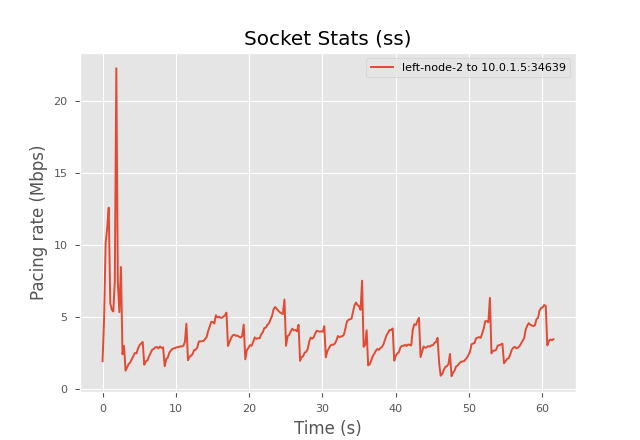 Socket Stats (ss)
left-node-2 to 10.0.1.5:34639
Pacing rate (Mbps)
20
15
10
5
0
0 10 20 30 40 50 60
Time (s)